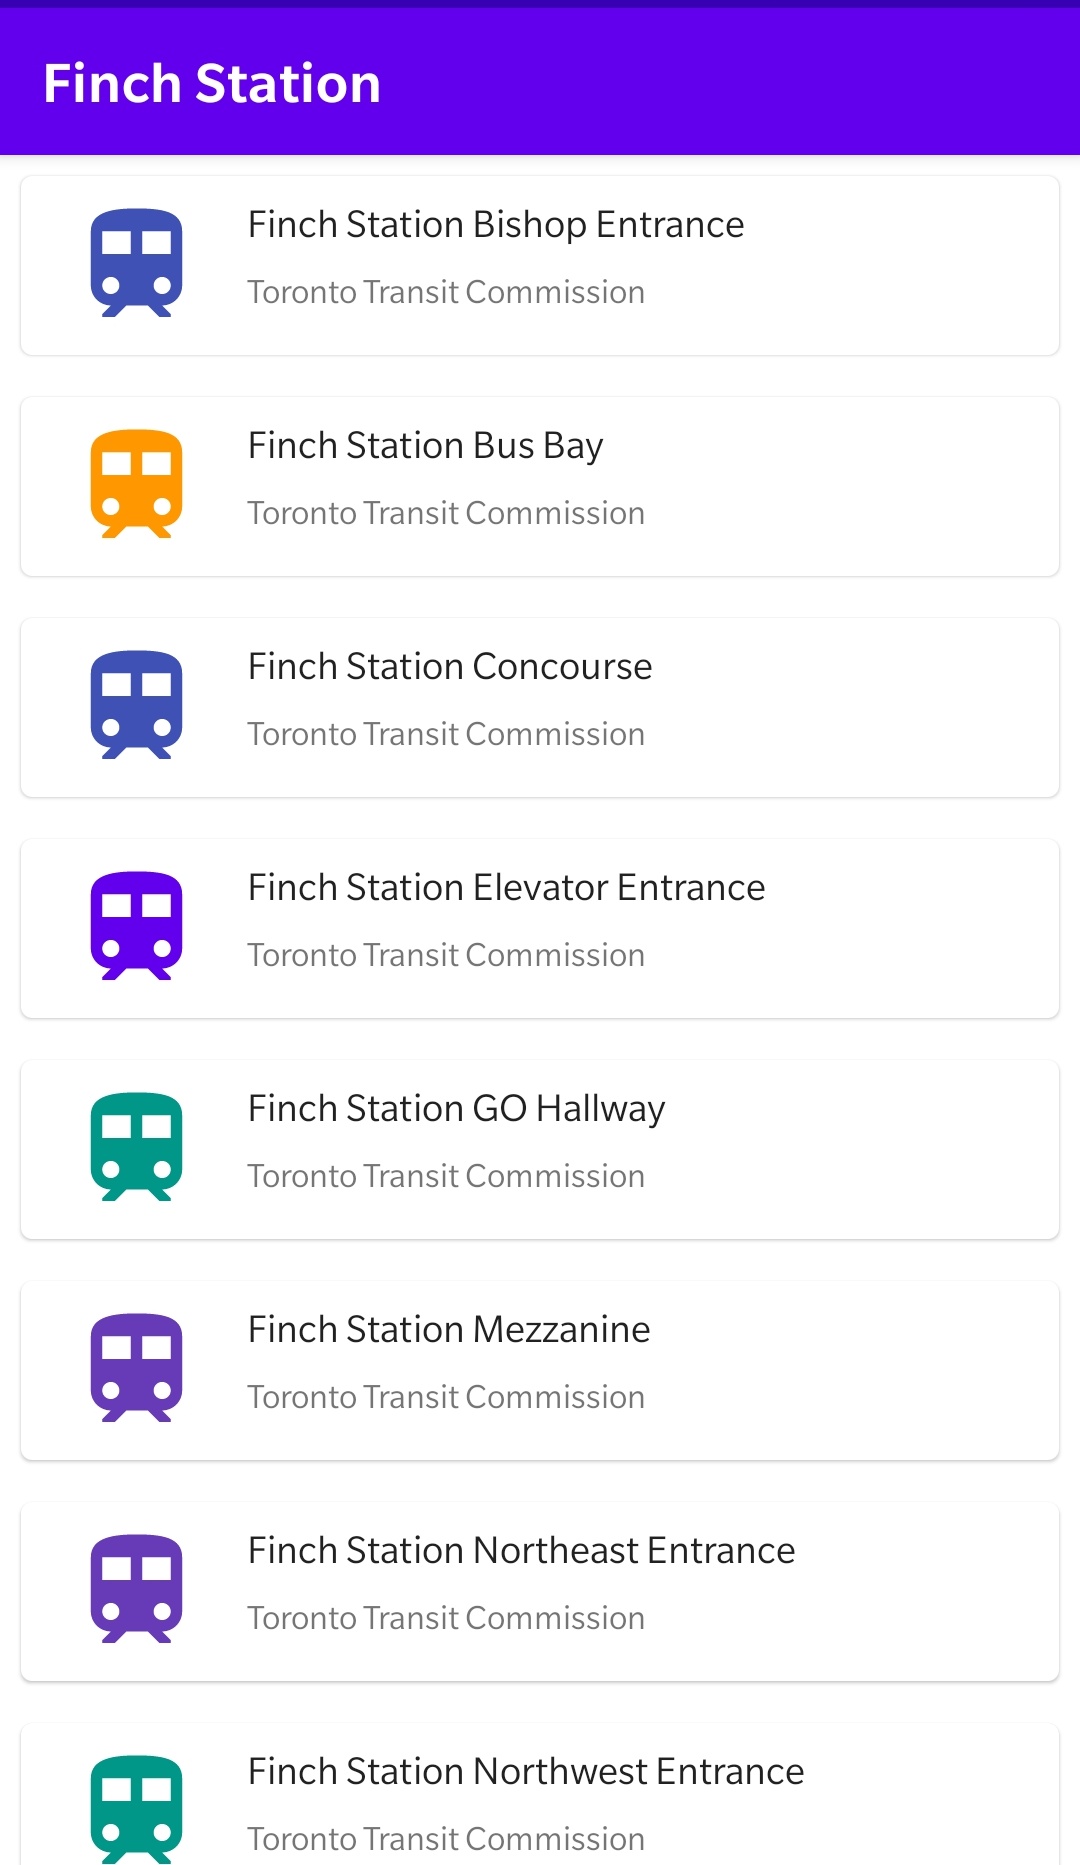 Finch Station
Finch Station Bishop Entrance
Toronto Transit Commission
Finch Station Bus Bay
Toronto Transit Commission
Finch Station Concourse
Toronto Transit Commission
Finch Station Elevator Entrance
Toronto Transit Commission
Finch Station GO Hallway
Toronto Transit Commission
Finch Station Mezzanine
Toronto Transit Commission
Finch Station Northeast Entrance
Toronto Transit Commission
Finch Station Northwest Entrance
Toronto Transit Commission